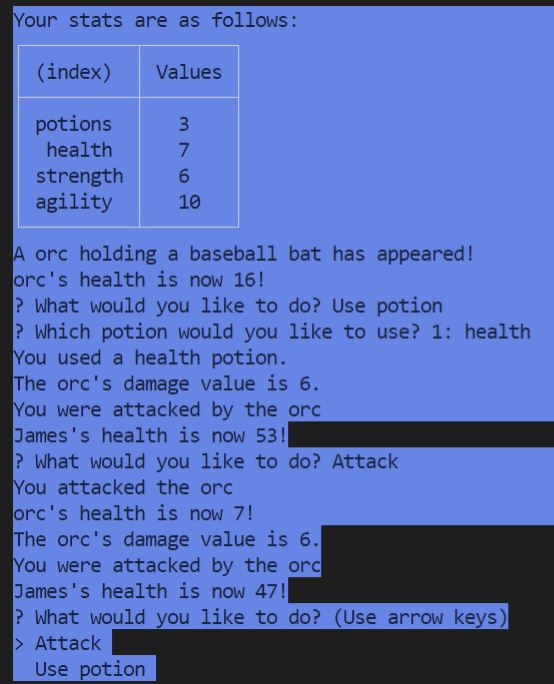 Your stats are as follows:
(index) Values
potions 3
health 7
strength 6
agility 10
A orc holding a baseball bat has appeared!
orc's health is now 16!
? What would you like to do? Use potion
? Which potion would you like to use? 1: health
You used a health potion.
The orc's damage value is 6.
You were attacked by the orc
James's health is now 53!
? What would you like to do? Attack
You attacked the orc
orc's health is now 7!
The orc's damage value is 6.
You were attacked by the orc
James's health is now 47!
? What would you like to do? (Use arrow keys)
> Attack
Use potion